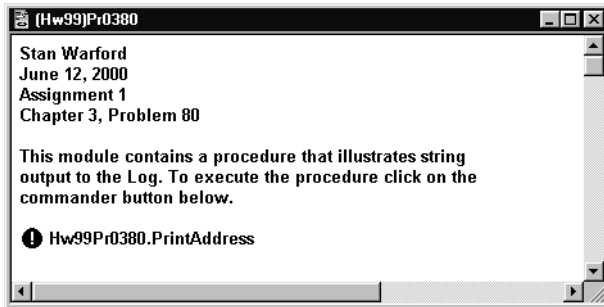 (Hw99)Pr0380
Stan Warford
June 12, 2000
Assignment 1
Chapter 3, Problem 80
This module contains a procedure that illustrates string
output to the Log. To execute the procedure click on the
commander button below.
! Hw99Pr0380.PrintAddress